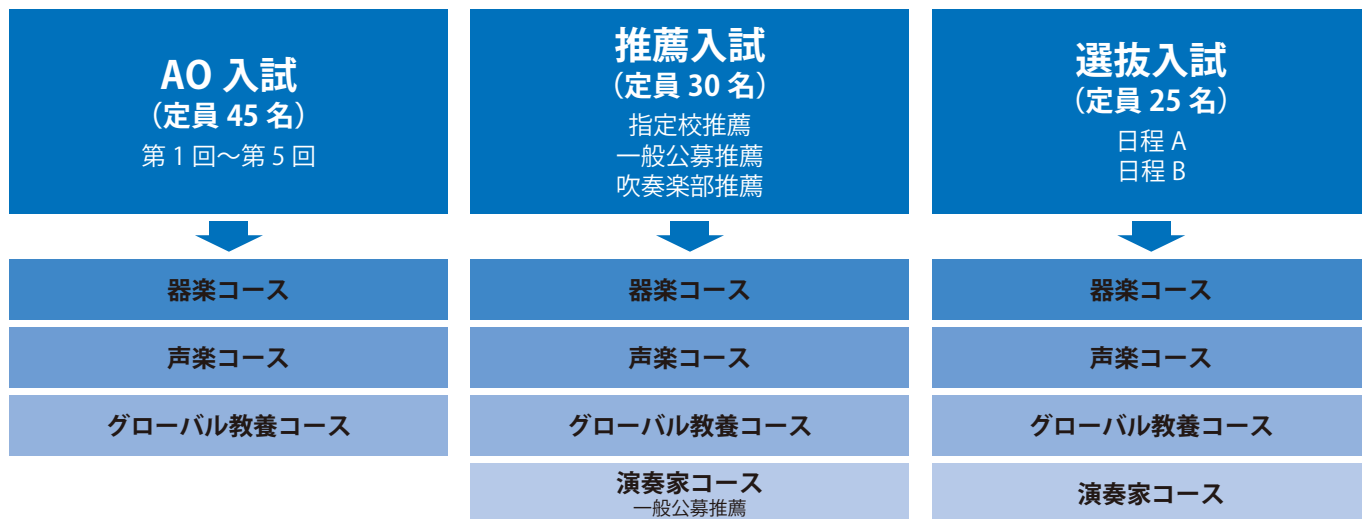 AO 入試
（定員 45 名）
第 1 回～第 5 回
器楽コース
声楽コース
グローバル教養コース
推薦入試
（定員 30 名）
指定校推薦
一般公募推薦
吹奏楽部推薦
器楽コース
声楽コース
グローバル教養コース
演奏家コース
一般公募推薦
選抜入試
（定員 25 名）
日程 A
日程 B
器楽コース
声楽コース
グローバル教養コース
演奏家コース